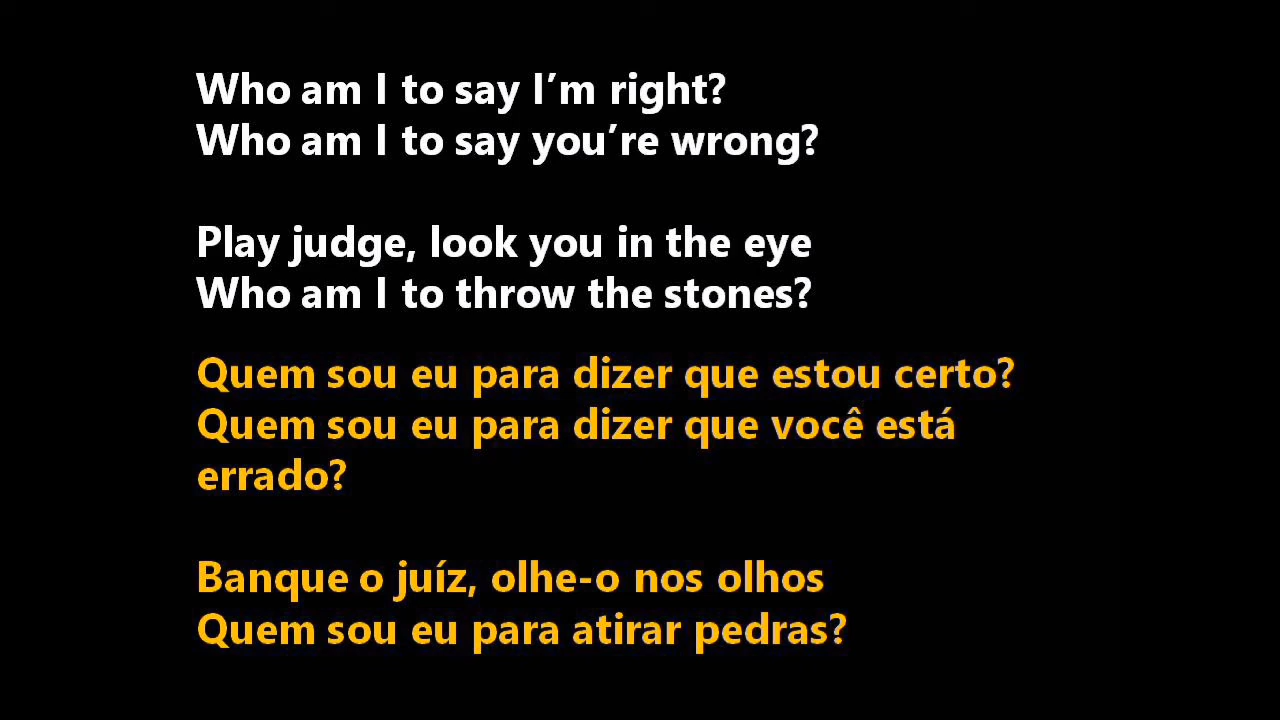 Who am I to say I’m right?
Who am I to say you’re wrong?
Play judge, look you in the eye
Who am I to throw the stones?
Quem sou eu para dizer que estou certo?
Quem sou eu para dizer que você está
errado?
Banque o juíz, olhe-o nos olhos
Quem sou eu para atirar pedras?